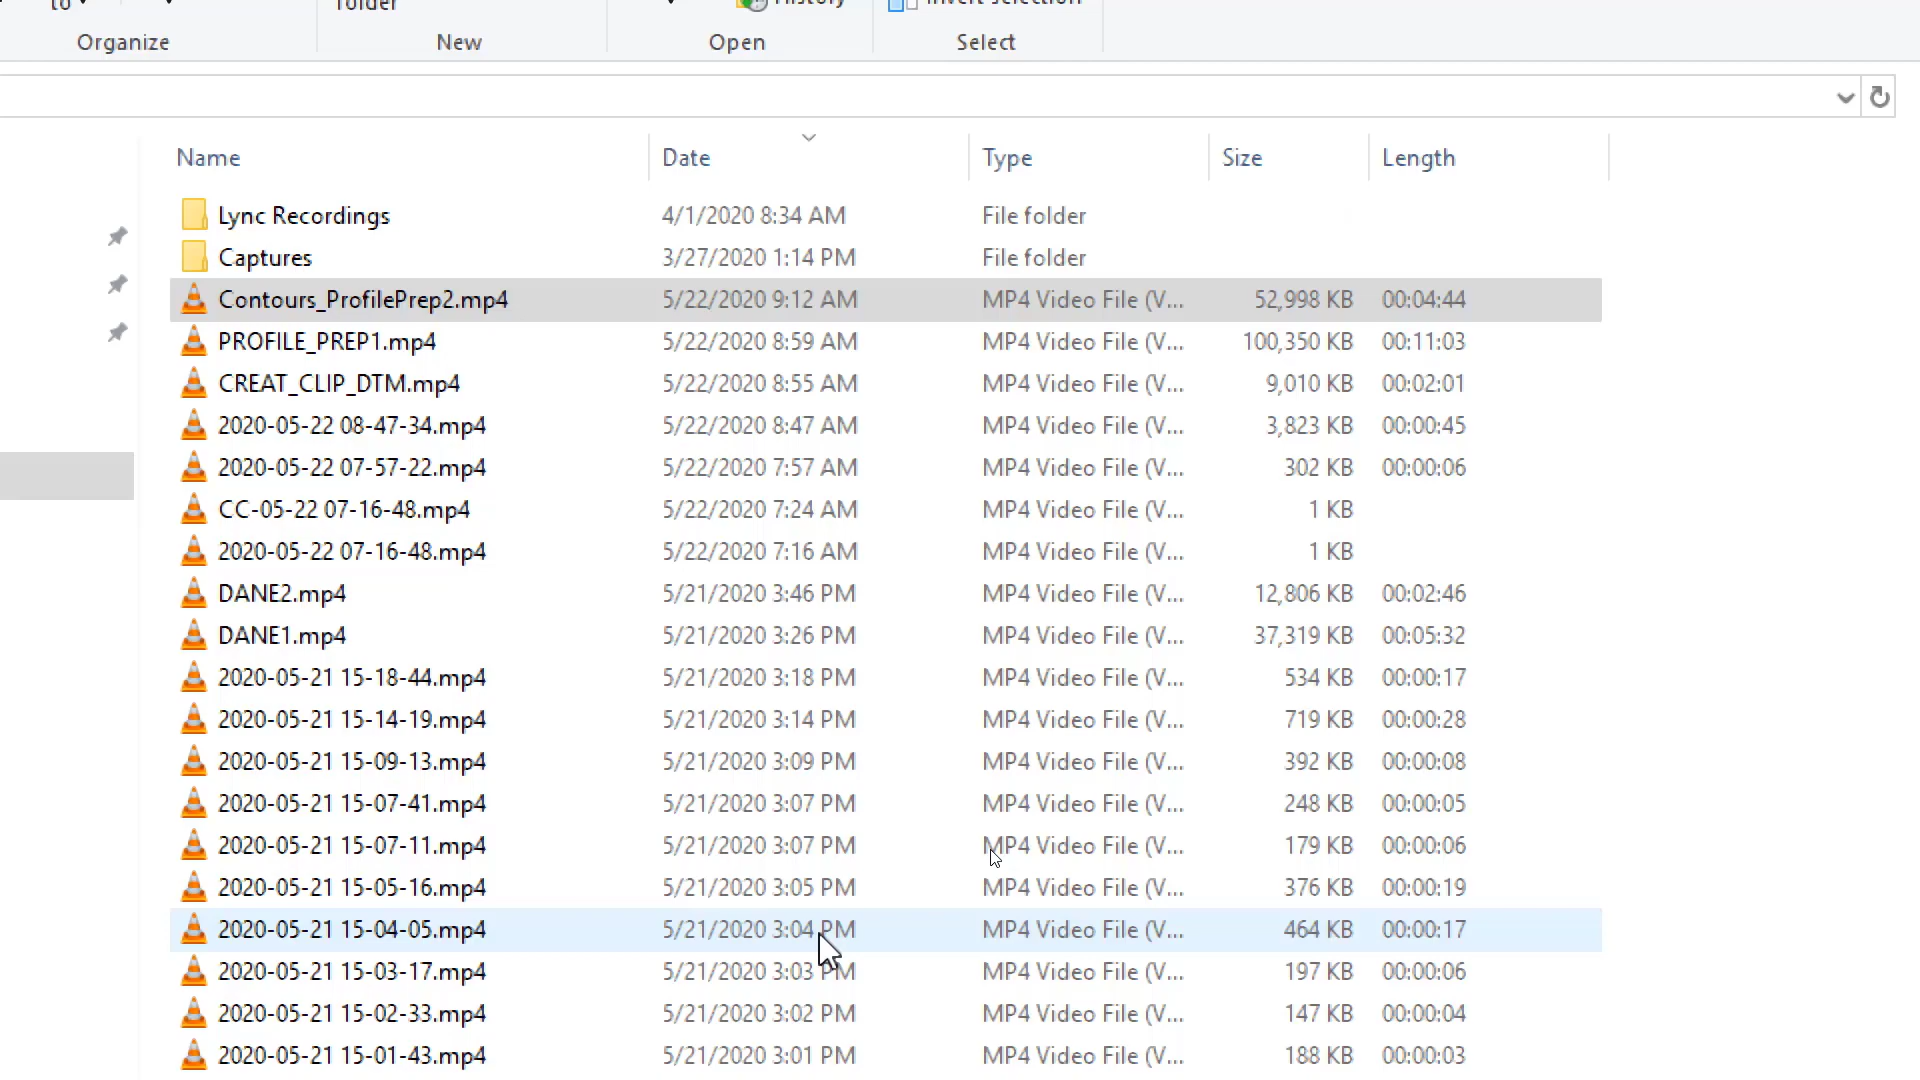 to
folder
History
Invert selection
Organize New Open Select
Name Date Type Size Length
Lync Recordings 4/1/2020 8:34 AM File folder
Captures 3/27/2020 1:14 PM File folder
Contours_ProfilePrep2.mp4 5/22/2020 9:12 AM MP4 Video File (V... 52,998 KB 00:04:44
PROFILE_PREP1.mp4 5/22/2020 8:59 AM MP4 Video File (V... 100,350 KB 00:11:03
CREAT_CLIP_DTM.mp4 5/22/2020 8:55 AM MP4 Video File (V... 9,010 KB 00:02:01
2020-05-22 08-47-34.mp4 5/22/2020 8:47 AM MP4 Video File (V... 3,823 KB 00:00:45
2020-05-22 07-57-22.mp4 5/22/2020 7:57 AM MP4 Video File (V... 302 KB 00:00:06
CC-05-22 07-16-48.mp4 5/22/2020 7:24 AM MP4 Video File (V... 1 KB
2020-05-22 07-16-48.mp4 5/22/2020 7:16 AM MP4 Video File (V... 1 KB
DANE2.mp4 5/21/2020 3:46 PM MP4 Video File (V... 12,806 KB 00:02:46
DANE1.mp4 5/21/2020 3:26 PM MP4 Video File (V... 37,319 KB 00:05:32
2020-05-21 15-18-44.mp4 5/21/2020 3:18 PM MP4 Video File (V... 534 KB 00:00:17
2020-05-21 15-14-19.mp4 5/21/2020 3:14 PM MP4 Video File (V... 719 KB 00:00:28
2020-05-21 15-09-13.mp4 5/21/2020 3:09 PM MP4 Video File (V... 392 KB 00:00:08
2020-05-21 15-07-41.mp4 5/21/2020 3:07 PM MP4 Video File (V... 248 KB 00:00:05
2020-05-21 15-07-11.mp4 5/21/2020 3:07 PM MP4 Video File (V... 179 KB 00:00:06
2020-05-21 15-05-16.mp4 5/21/2020 3:05 PM MP4 Video File (V... 376 KB 00:00:19
2020-05-21 15-04-05.mp4 5/21/2020 3:04 PM MP4 Video File (V... 464 KB 00:00:17
2020-05-21 15-03-17.mp4 5/21/2020 3:03 PM MP4 Video File (V... 197 KB 00:00:06
2020-05-21 15-02-33.mp4 5/21/2020 3:02 PM MP4 Video File (V... 147 KB 00:00:04
2020-05-21 15-01-43.mp4 5/21/2020 3:01 PM MP4 Video File (V... 188 KB 00:00:03